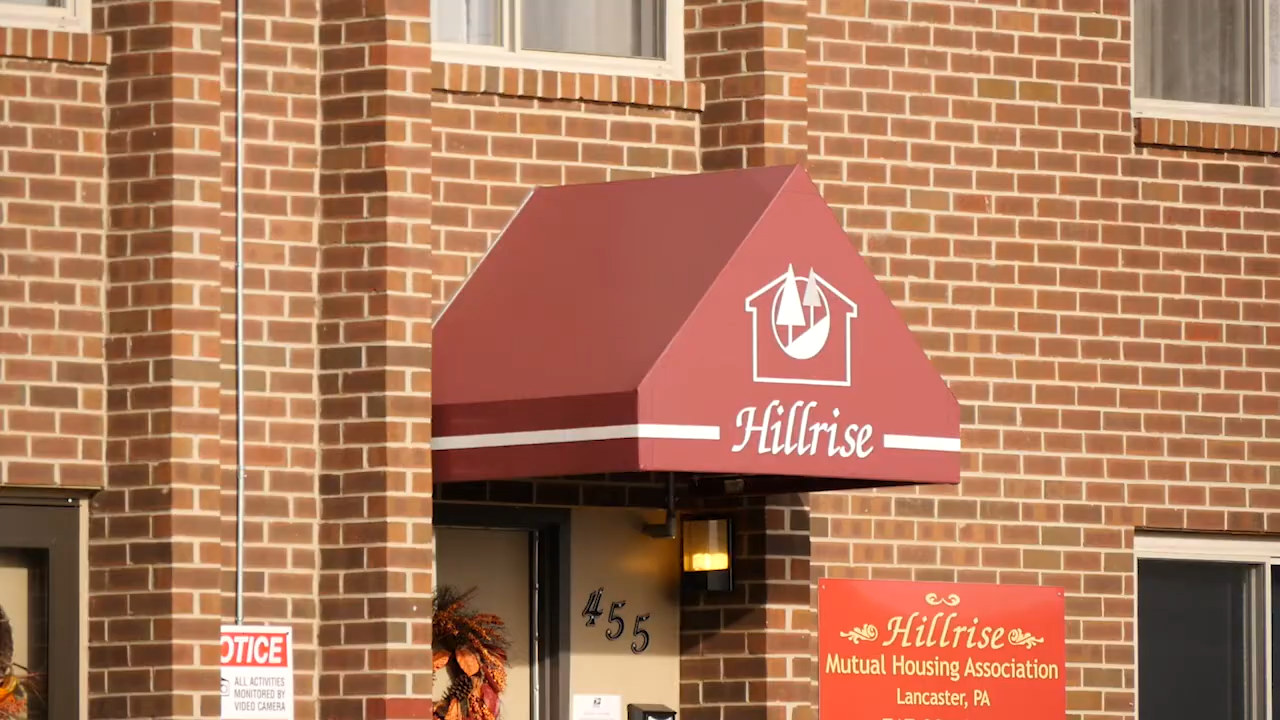 Hillrise
455
OTICE
ALL ACTIVITIES
MONITORED BY
VIDEO CAMERA
Hillrise
Mutual Housing Association
Lancaster, PA